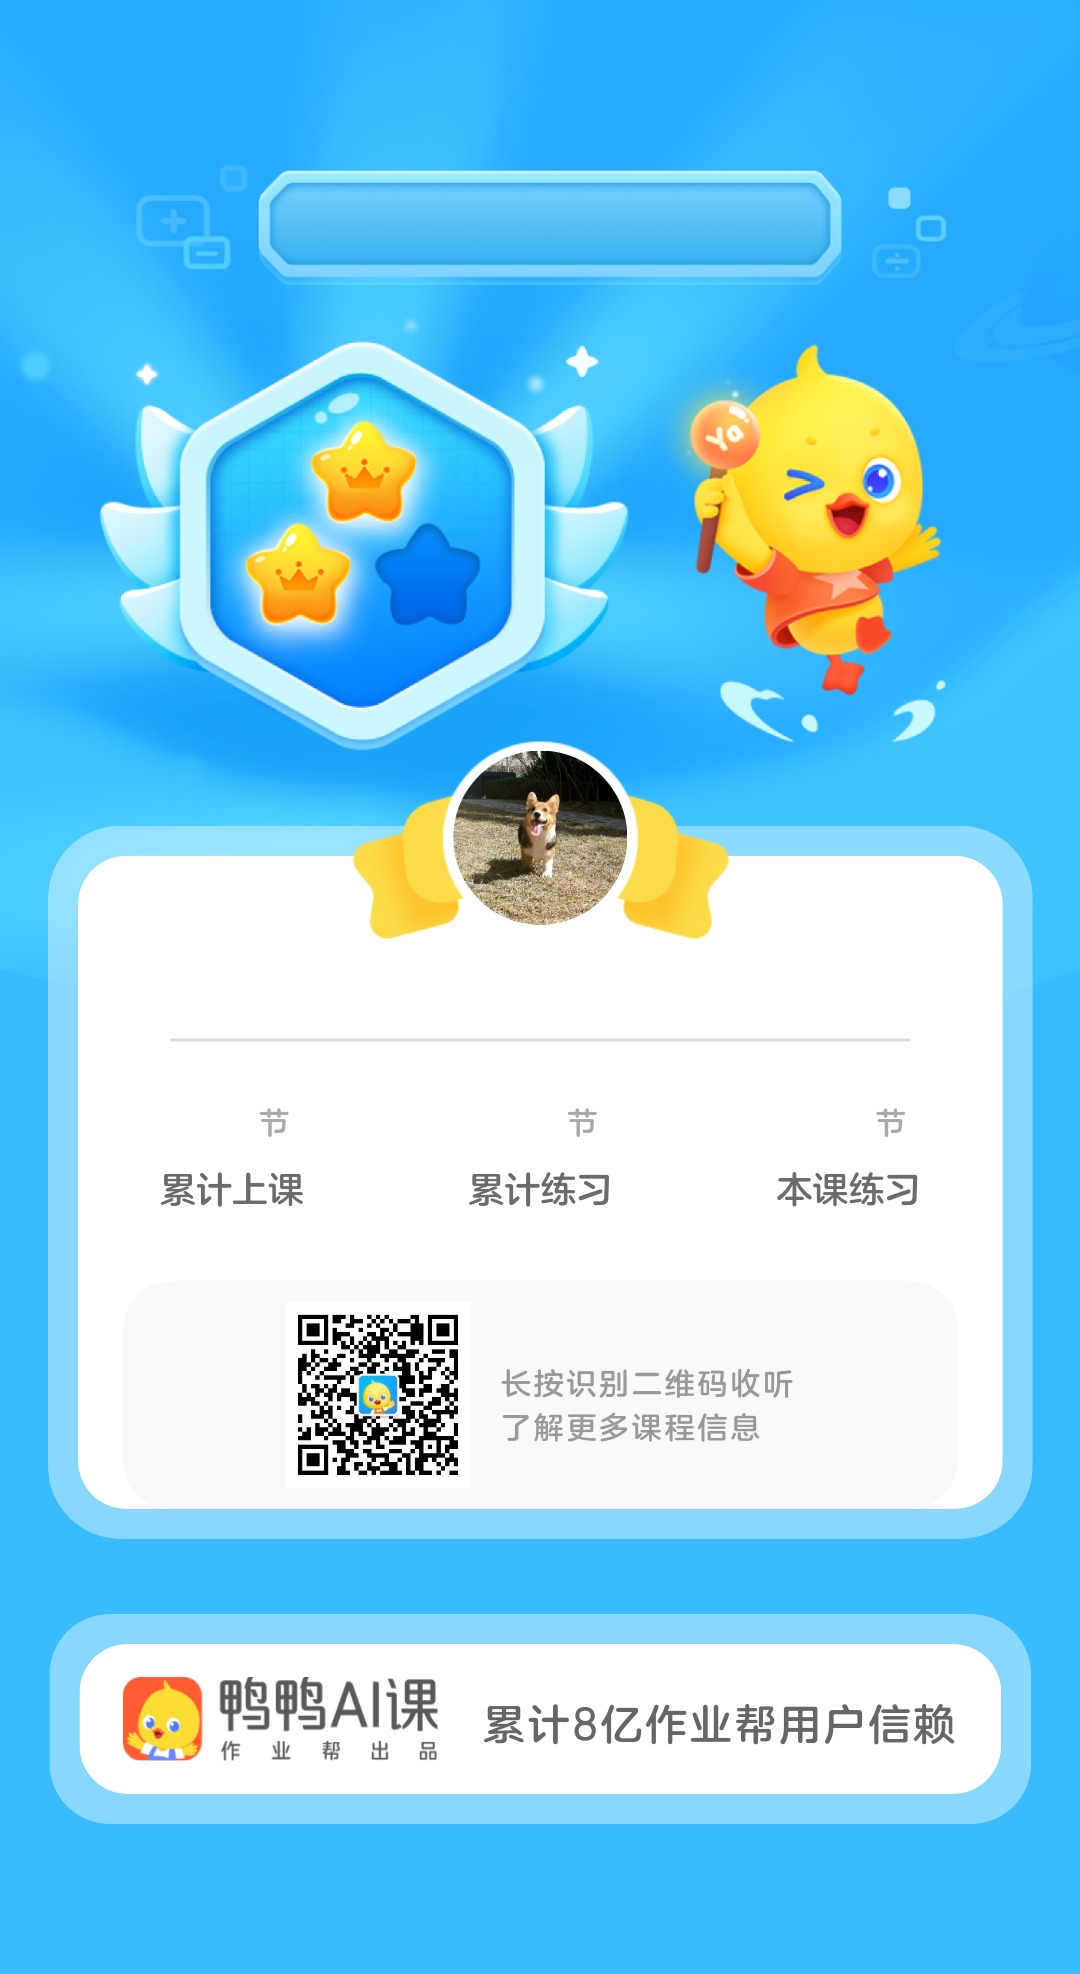 Ya
节
节
节
累计上课
累计练习
本课练习
长按识别二维码收听
了解更多课程信息
鸭鸭AI课
作业帮出品
累计8亿作业帮用户信赖